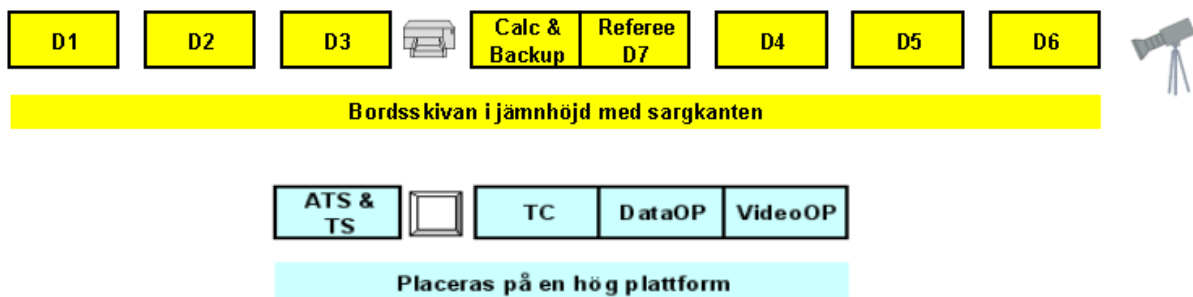 D1
D2
D3
Calc &
Backup
Referee
D7
D4
D5
D6
Bordsskivan i jämnhöjd med sargkanten
ATS &
TS
TC
DataOP
VideoOP
Placeras på en hög plattform